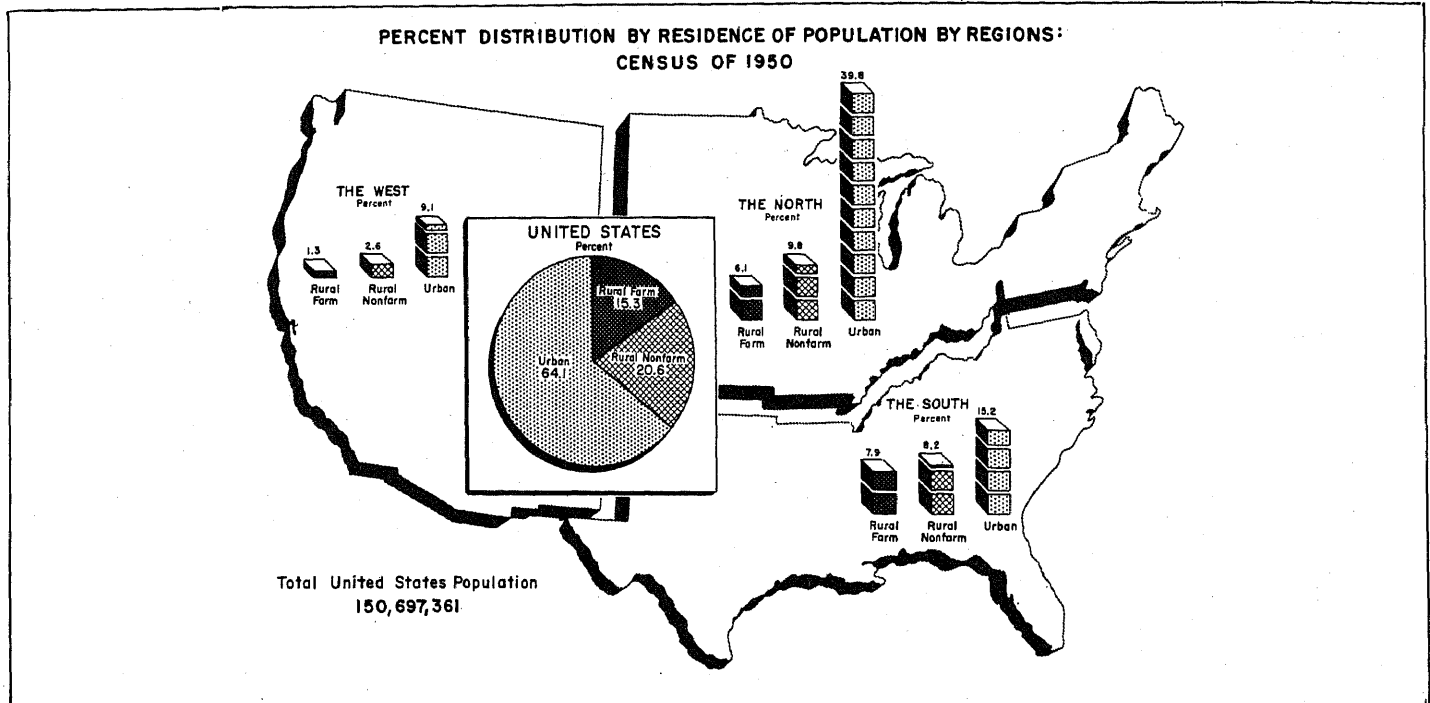 PERCENT DISTRIBUTION BY RESIDENCE OF POPULATION BY REGIONS:
CENSUS OF 1950
THE WEST
Percent
1.3
2.6
9.1
Rural
Farm
Rural
Nonfarm
Urban
UNITED STATES
Percent
Rural Farm
15.3
Rural Nonfarm
20.6
Urban
64.1
THE NORTH
Percent
6.1
9.8
39.8
Rural
Farm
Rural
Nonfarm
Urban
THE SOUTH
Percent
7.9
8.2
15.2
Rural
Farm
Rural
Nonfarm
Urban
Total United States Population
150,697,361